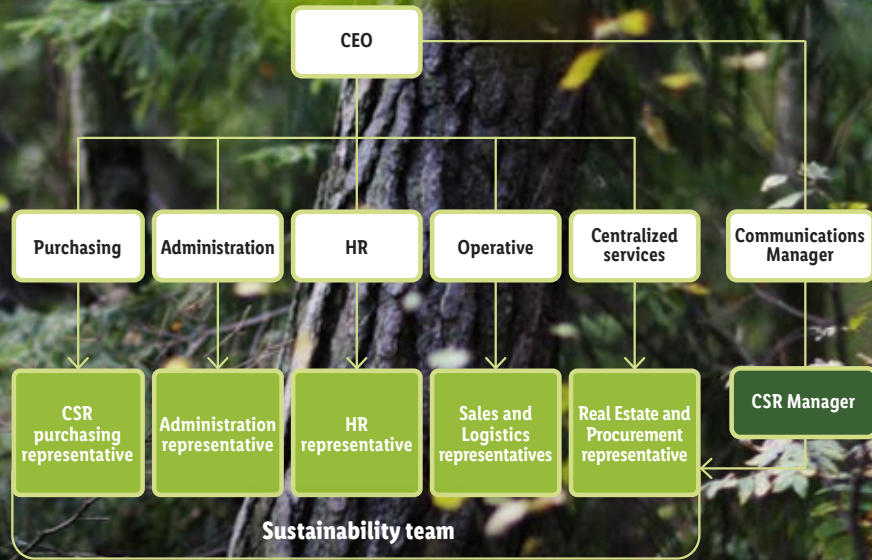 CEO
Purchasing
Administration
HR
Operative
Centralized
services
Communications
Manager
CSR
purchasing
representative
Administration
representative
HR
representative
Sales and
Logistics
representatives
Real Estate and
Procurement
representative
CSR Manager
Sustainability team